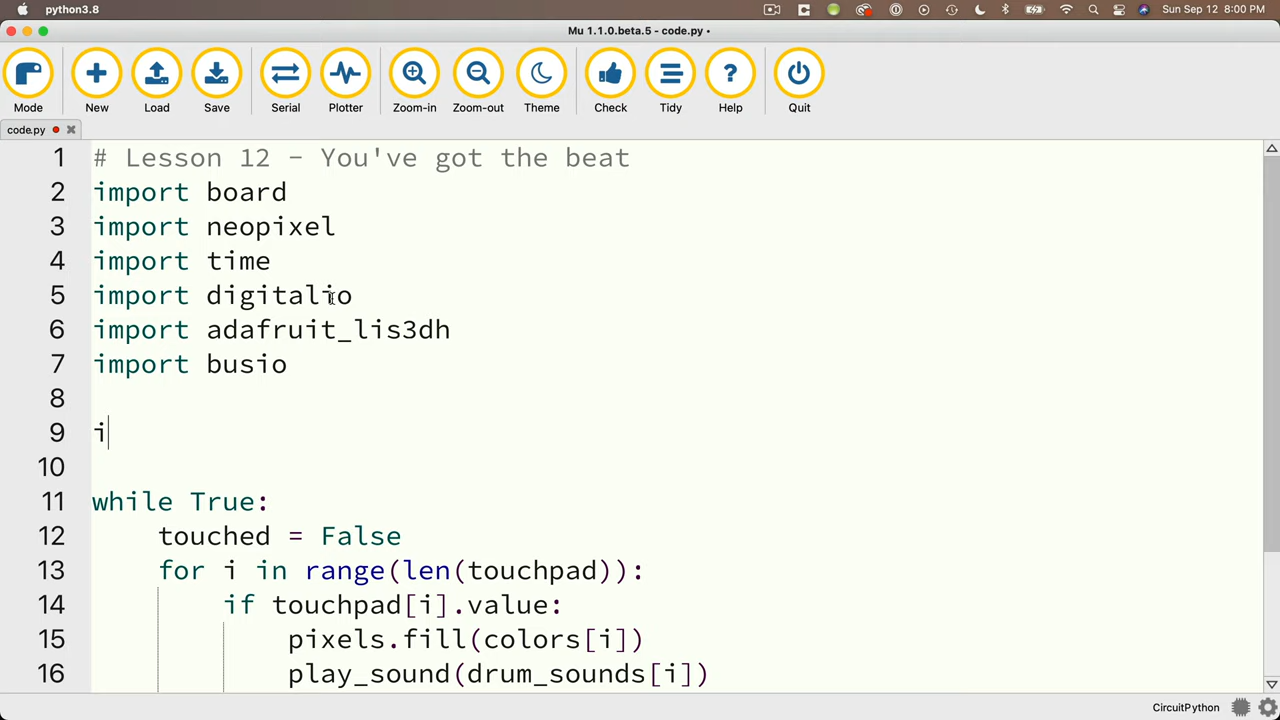 python3.8
Sun Sep 12 8:00 PM
Mu 1.1.0.beta.5 - code.py •
Mode New Load Save Serial Plotter Zoom-in Zoom-out Theme Check Tidy Help Quit
code.py
1 # Lesson 12 - You've got the beat
2 import board
3 import neopixel
4 import time
5 import digitalio
6 import adafruit_lis3dh
7 import busio
8
9 i
10
11 while True:
12 touched = False
13 for i in range(len(touchpad)):
14 if touchpad[i].value:
15 pixels.fill(colors[i])
16 play_sound(drum_sounds[i])
CircuitPython